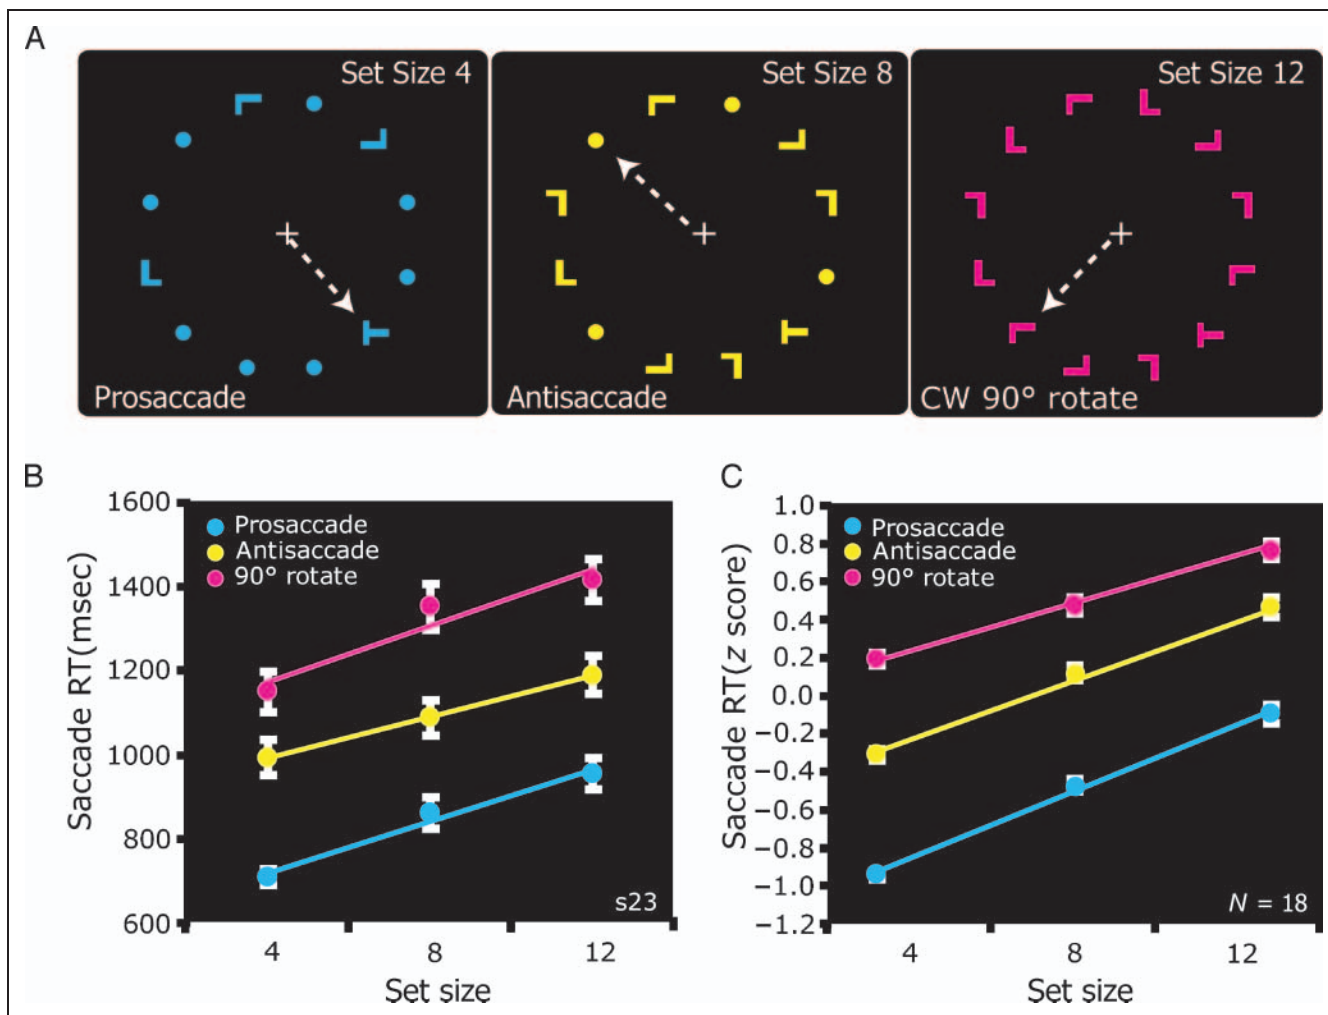 A
Set Size 4
Set Size 8
Set Size 12
Prosaccade
Antisaccade
CW 90° rotate
B
1600
1400
1200
1000
800
600
Saccade RT(msec)
Prosaccade
Antisaccade
90° rotate
s23
4 8 12
Set size
C
1.0
0.8
0.6
0.4
0.2
0.0
−0.2
−0.4
−0.6
−0.8
−1.0
−1.2
Saccade RT(z score)
Prosaccade
Antisaccade
90° rotate
N = 18
4 8 12
Set size